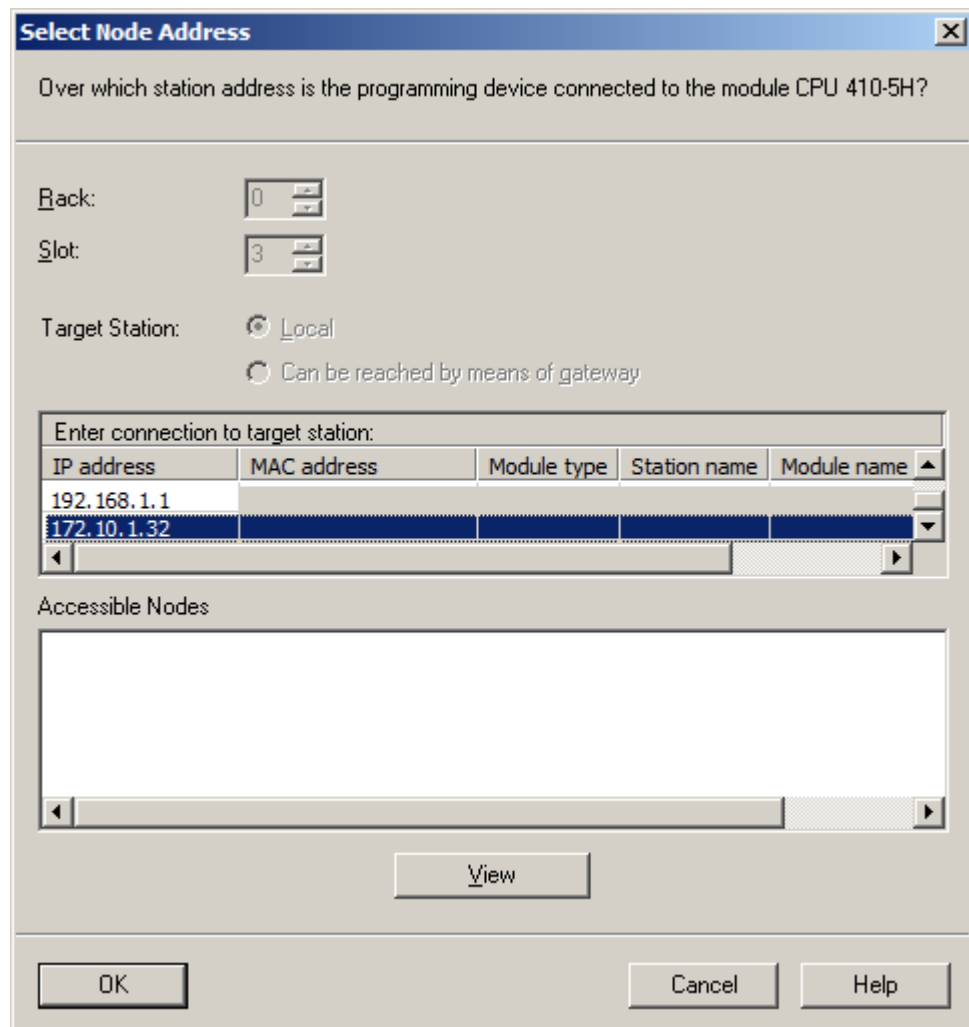 Select Node Address
Over which station address is the programming device connected to the module CPU 410-5H?
Rack: 0
Slot: 3
Target Station: Local
Can be reached by means of gateway
Enter connection to target station:
IP address MAC address Module type Station name Module name
192.168.1.1
172.10.1.32
Accessible Nodes
View
OK Cancel Help